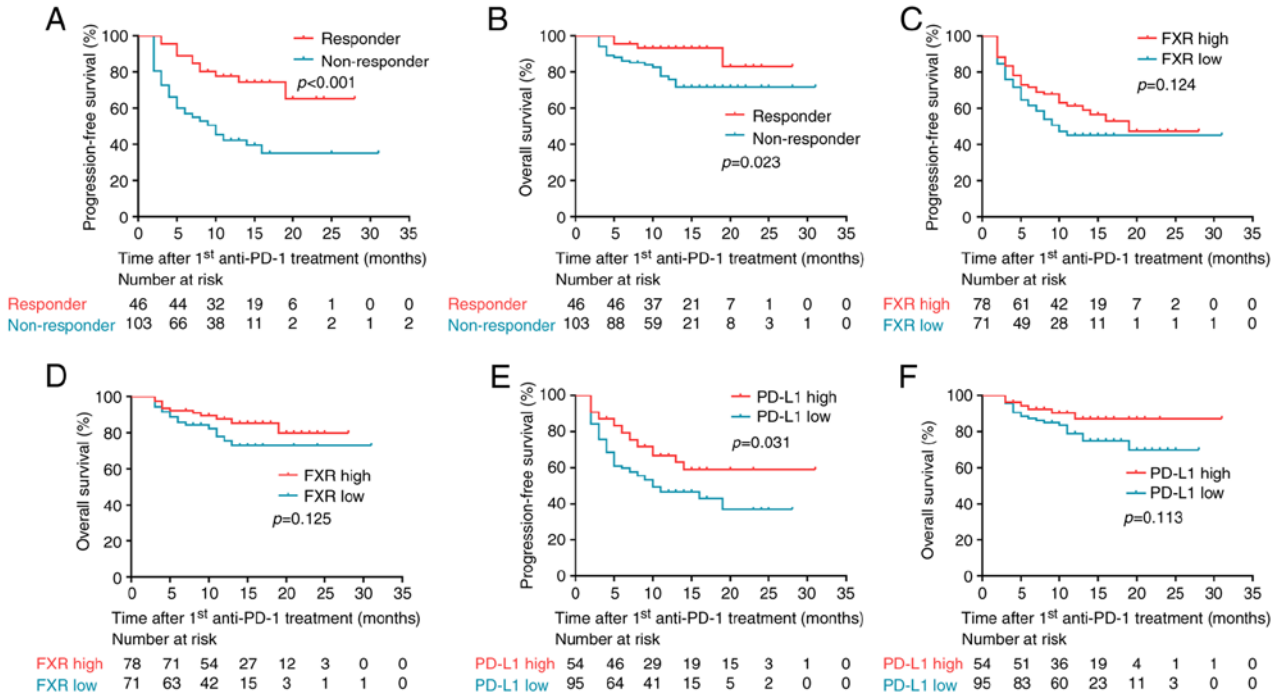 A
Progression-free survival (%)
100
80
60
40
20
0
Responder
Non-responder
p<0.001
0 5 10 15 20 25 30 35
Time after 1st anti-PD-1 treatment (months)
Number at risk
Responder 46 44 32 19 6 1 0 0
Non-responder 103 66 38 11 2 2 1 2
B
Overall survival (%)
100
80
60
40
20
0
Responder
Non-responder
p=0.023
0 5 10 15 20 25 30 35
Time after 1st anti-PD-1 treatment (months)
Number at risk
Responder 46 46 37 21 7 1 0 0
Non-responder 103 88 59 21 8 3 1 0
C
Progression-free survival (%)
100
80
60
40
20
0
FXR high
FXR low
p=0.124
0 5 10 15 20 25 30 35
Time after 1st anti-PD-1 treatment (months)
Number at risk
FXR high 78 61 42 19 7 2 0 0
FXR low 71 49 28 11 1 1 1 0
D
Overall survival (%)
100
80
60
40
20
0
FXR high
FXR low
p=0.125
0 5 10 15 20 25 30 35
Time after 1st anti-PD-1 treatment (months)
Number at risk
FXR high 78 71 54 27 12 3 0 0
FXR low 71 63 42 15 3 1 1 0
E
Progression-free survival (%)
100
80
60
40
20
0
PD-L1 high
PD-L1 low
p=0.031
0 5 10 15 20 25 30 35
Time after 1st anti-PD-1 treatment (months)
Number at risk
PD-L1 high 54 46 29 19 15 3 1 0
PD-L1 low 95 64 41 15 5 2 0 0
F
Overall survival (%)
100
80
60
40
20
0
PD-L1 high
PD-L1 low
p=0.113
0 5 10 15 20 25 30 35
Time after 1st anti-PD-1 treatment (months)
Number at risk
PD-L1 high 54 51 36 19 4 1 1 0
PD-L1 low 95 83 60 23 11 3 0 0